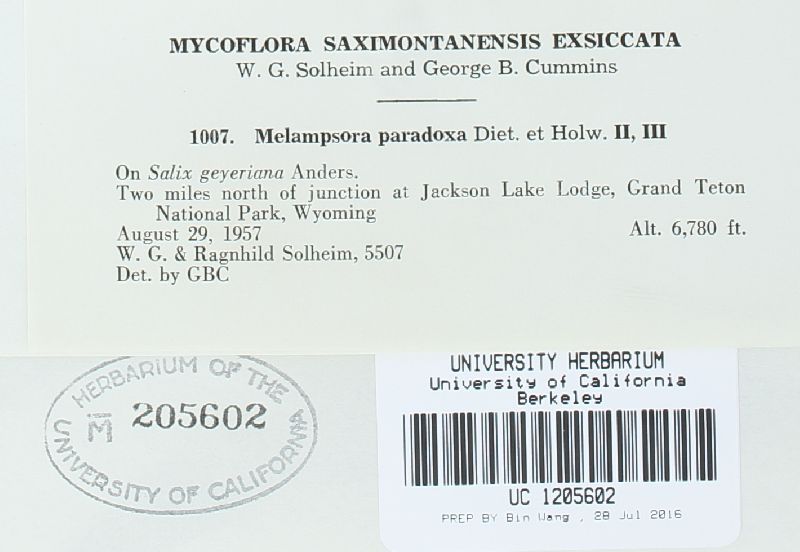 MYCOFLORA SAXIMONTANENSIS EXSICCATA
W. G. Solheim and George B. Cummins
1007. Melampsora paradoxa Diet. et Holw. II, III
On Salix geyeriana Anders.
Two miles north of junction at Jackson Lake Lodge, Grand Teton
National Park, Wyoming
August 29, 1957 Alt. 6,780 ft.
W. G. & Ragnhild Solheim, 5507
Det. by GBC
HERBARIUM OF THE
M 205602
UNIVERSITY OF CALIFORNIA
UNIVERSITY HERBARIUM
University of California
Berkeley
UC 1205602
PREP BY Bin Wang , 28 Jul 2016